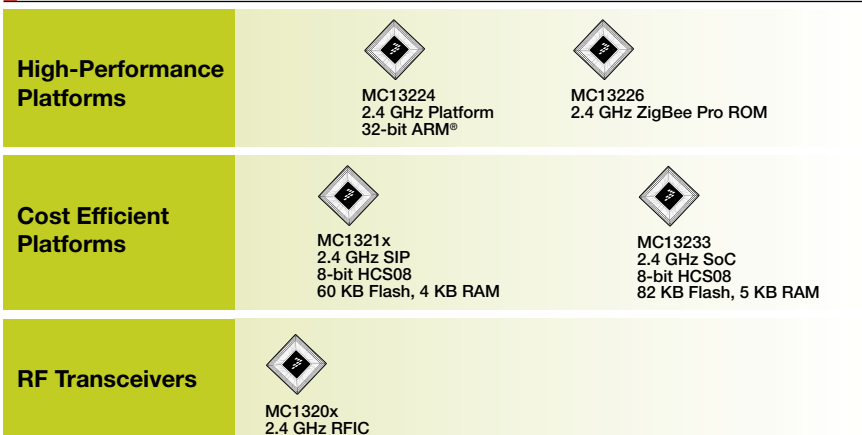 High-Performance
Platforms
MC13224
2.4 GHz Platform
32-bit ARM®
MC13226
2.4 GHz ZigBee Pro ROM
Cost Efficient
Platforms
MC1321x
2.4 GHz SIP
8-bit HCS08
60 KB Flash, 4 KB RAM
MC13233
2.4 GHz SoC
8-bit HCS08
82 KB Flash, 5 KB RAM
RF Transceivers
MC1320x
2.4 GHz RFIC